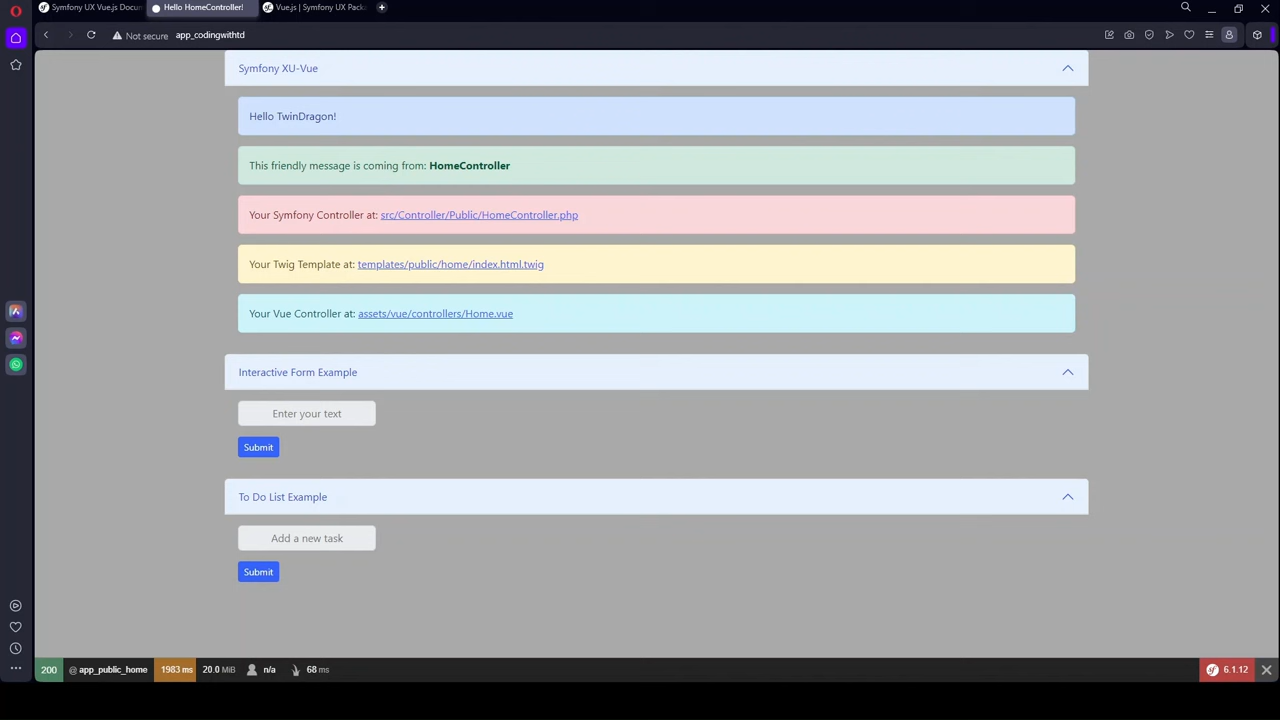 Symfony UX Vue.js Docum
Hello HomeController!
Vue.js | Symfony UX Pack
Not secure app_codingwithtd
Symfony XU-Vue
Hello TwinDragon!
This friendly message is coming from: HomeController
Your Symfony Controller at: src/Controller/Public/HomeController.php
Your Twig Template at: templates/public/home/index.html.twig
Your Vue Controller at: assets/vue/controllers/Home.vue
Interactive Form Example
Enter your text
Submit
To Do List Example
Add a new task
Submit
200 @ app_public_home 1983 ms 20.0 MiB n/a 68 ms sf 6.1.12